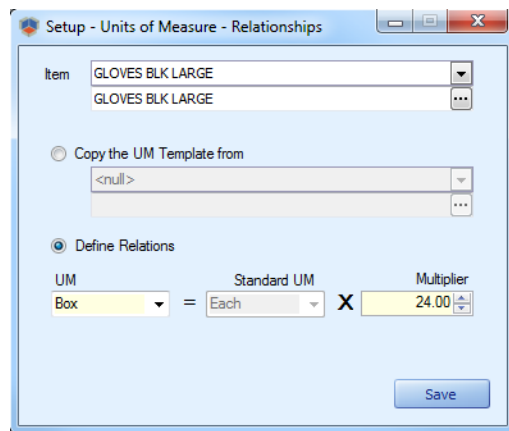 Setup - Units of Measure - Relationships
Item GLOVES BLK LARGE
GLOVES BLK LARGE
...
Copy the UM Template from
<null>
...
Define Relations
UM Standard UM Multiplier
Box = Each X 24.00
Save